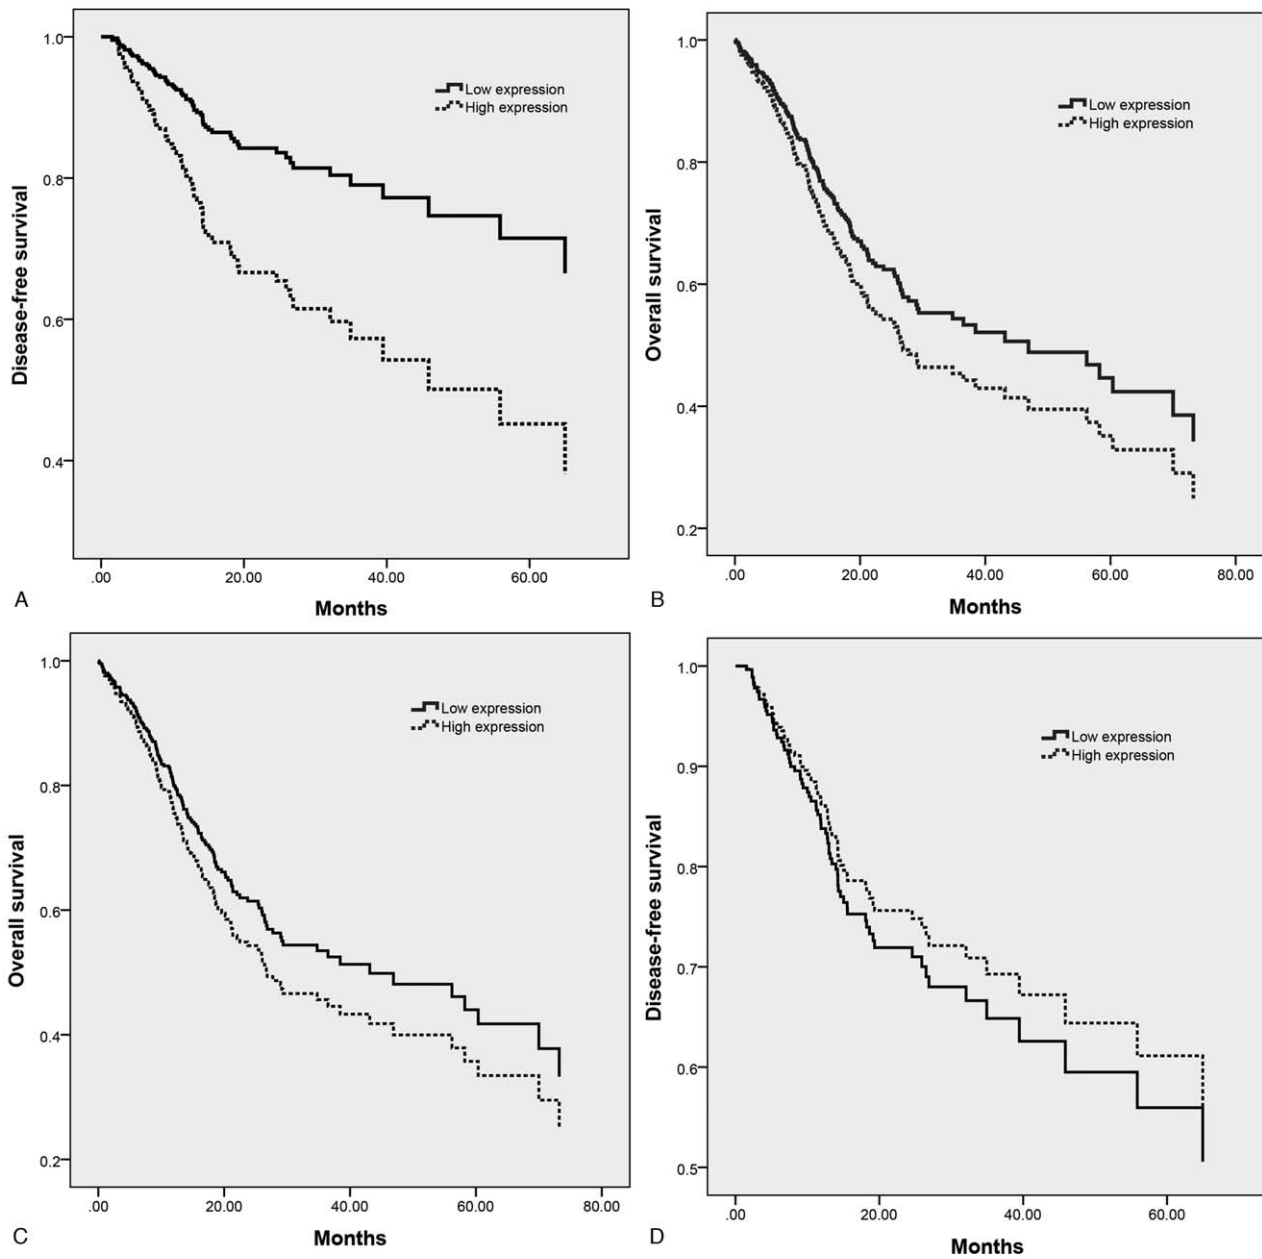 1.0
0.8
0.6
0.4
Disease-free survival
Low expression
High expression
.00 20.00 40.00 60.00
Months
A
1.0
0.8
0.6
0.4
0.2
Overall survival
Low expression
High expression
.00 20.00 40.00 60.00 80.00
Months
B
1.0
0.8
0.6
0.4
0.2
Overall survival
Low expression
High expression
.00 20.00 40.00 60.00 80.00
Months
C
1.0
0.9
0.8
0.7
0.6
0.5
Disease-free survival
Low expression
High expression
.00 20.00 40.00 60.00
Months
D